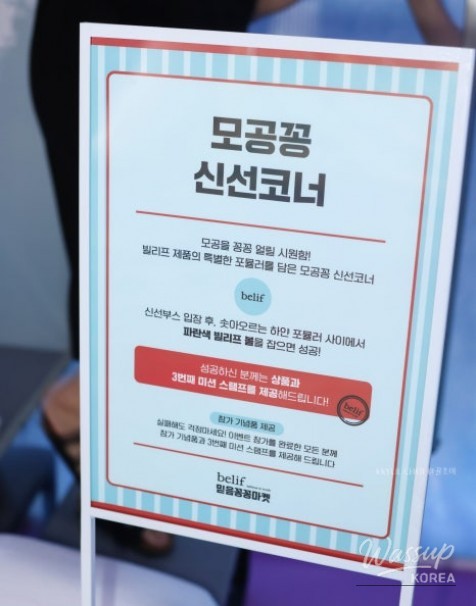 모공꽁
신선코너
모공을 꽁꽁 얼릴 시원함!
빌리프 제품의 특별한 포뮬러를 담은 모공꽁 신선코너
belif
신선부스 입장 후, 솟아오르는 하얀 포뮬러 사이에서
파란색 빌리프 볼을 잡으면 성공!
성공하신 분께는 상품과
3번째 미션 스탬프를 제공해드립니다!
belif
참가 기념품 제공
실패해도 걱정마세요! 이벤트 참가를 완료한 모든 분께
참가 기념품과 3번째 미션 스탬프를 제공해 드립니다
belif
믿음꽁꽁마켓
Wassup
KOREA